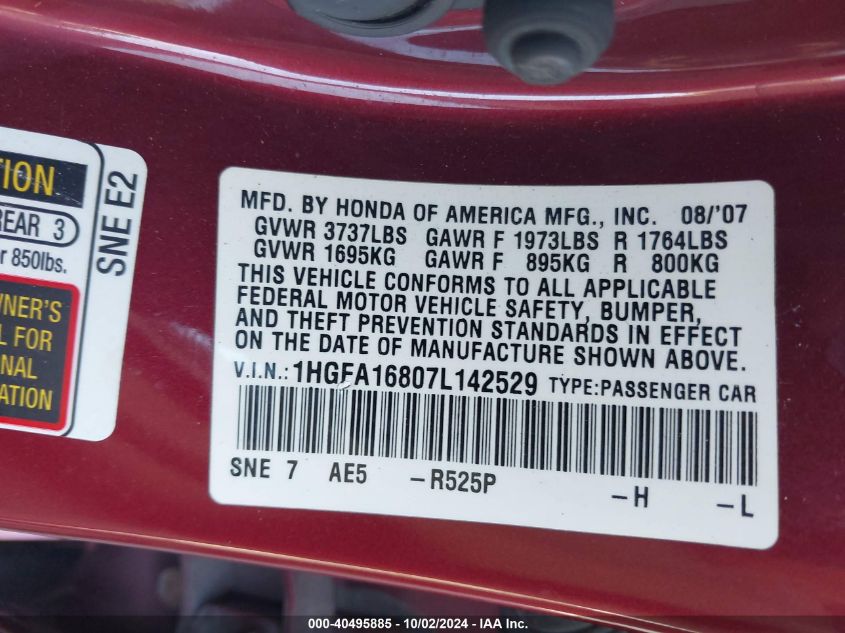 TION
REAR 3
r 850lbs.
WNER'S
L FOR
NAL
ATION
SNE E2
MFD. BY HONDA OF AMERICA MFG., INC. 08/'07
GVWR 3737LBS GAWR F 1973LBS R 1764LBS
GVWR 1695KG GAWR F 895KG R 800KG
THIS VEHICLE CONFORMS TO ALL APPLICABLE
FEDERAL MOTOR VEHICLE SAFETY, BUMPER,
AND THEFT PREVENTION STANDARDS IN EFFECT
ON THE DATE OF MANUFACTURE SHOWN ABOVE.
V.I.N.: 1HGFA16807L142529 TYPE:PASSENGER CAR
SNE 7 AE5 -R525P -H -L
000-40495885 - 10/02/2024 - IAA Inc.